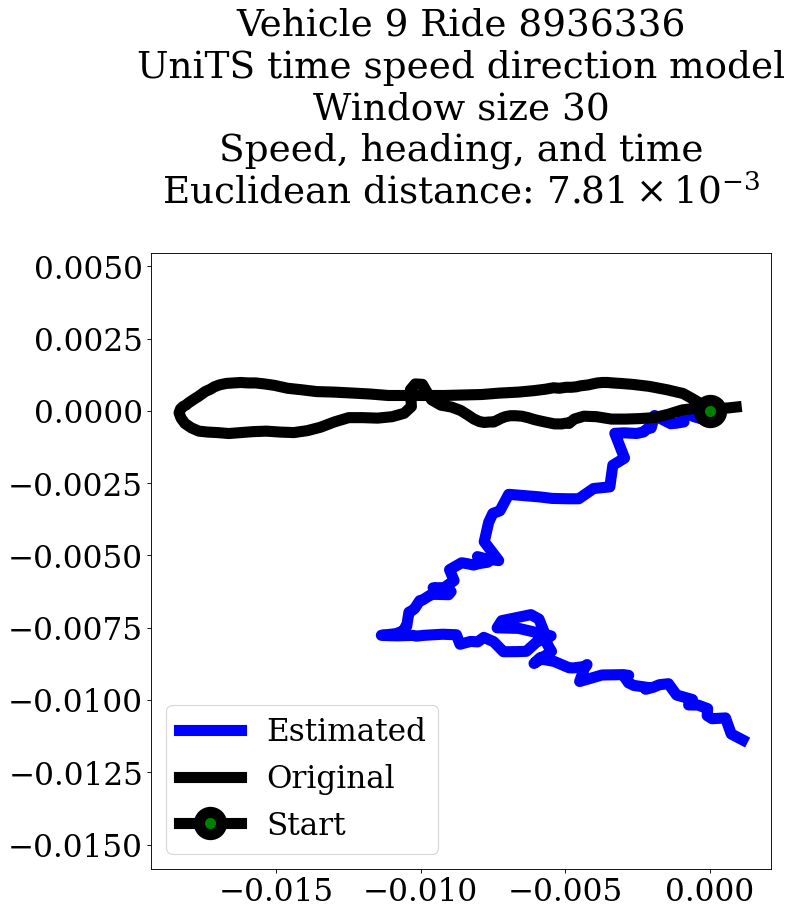 Vehicle 9 Ride 8936336
UniTS time speed direction model
Window size 30
Speed, heading, and time
Euclidean distance: 7.81 × 10⁻³
0.0050
0.0025
0.0000
−0.0025
−0.0050
−0.0075
−0.0100
−0.0125
−0.0150
Estimated
Original
Start
−0.015 −0.010 −0.005 0.000